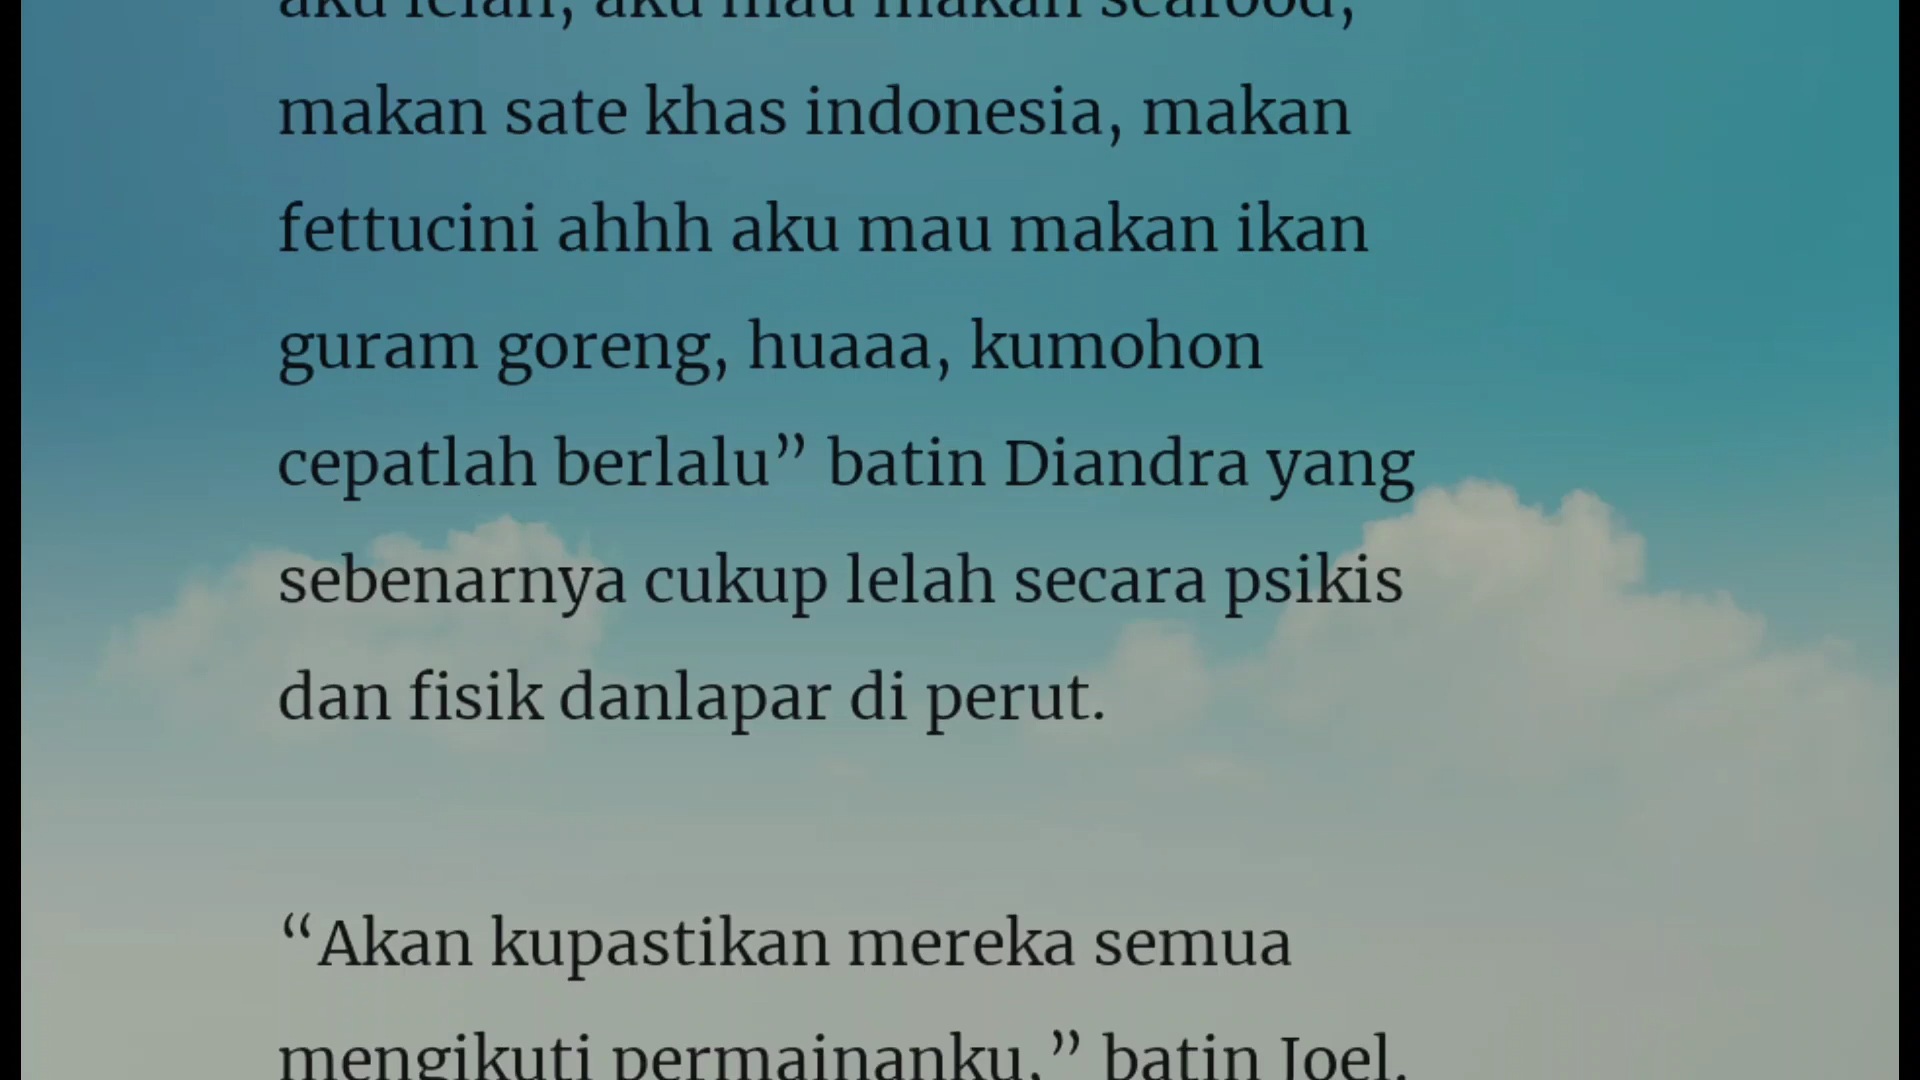 aku lelah, aku mau makan seafood,
makan sate khas indonesia, makan
fettucini ahhh aku mau makan ikan
guram goreng, huaaa, kumohon
cepatlah berlalu” batin Diandra yang
sebenarnya cukup lelah secara psikis
dan fisik danlapar di perut.
“Akan kupastikan mereka semua
mengikuti permainanku,” batin Joel.